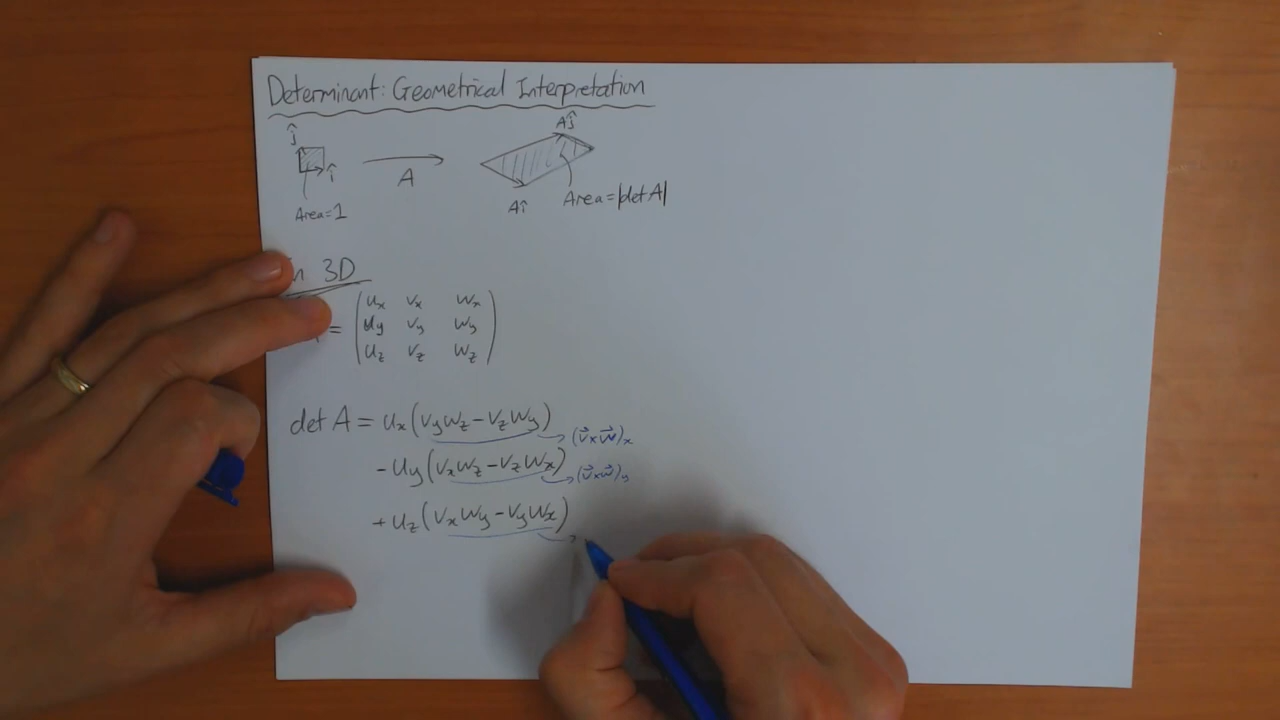 Determinant: Geometrical Interpretation
ĵ
Aĵ
î
A
Area=1
Aî
Area=|det A|
n 3D
= (uₓ vₓ wₓ
u_y v_y w_y
u_z v_z w_z)
det A = uₓ(v_y w_z − v_z w_y) → (v⃗×w⃗)ₓ
− u_y(vₓ w_z − v_z wₓ) → (v⃗×w⃗)_y
+ u_z(vₓ w_y − v_y wₓ) →